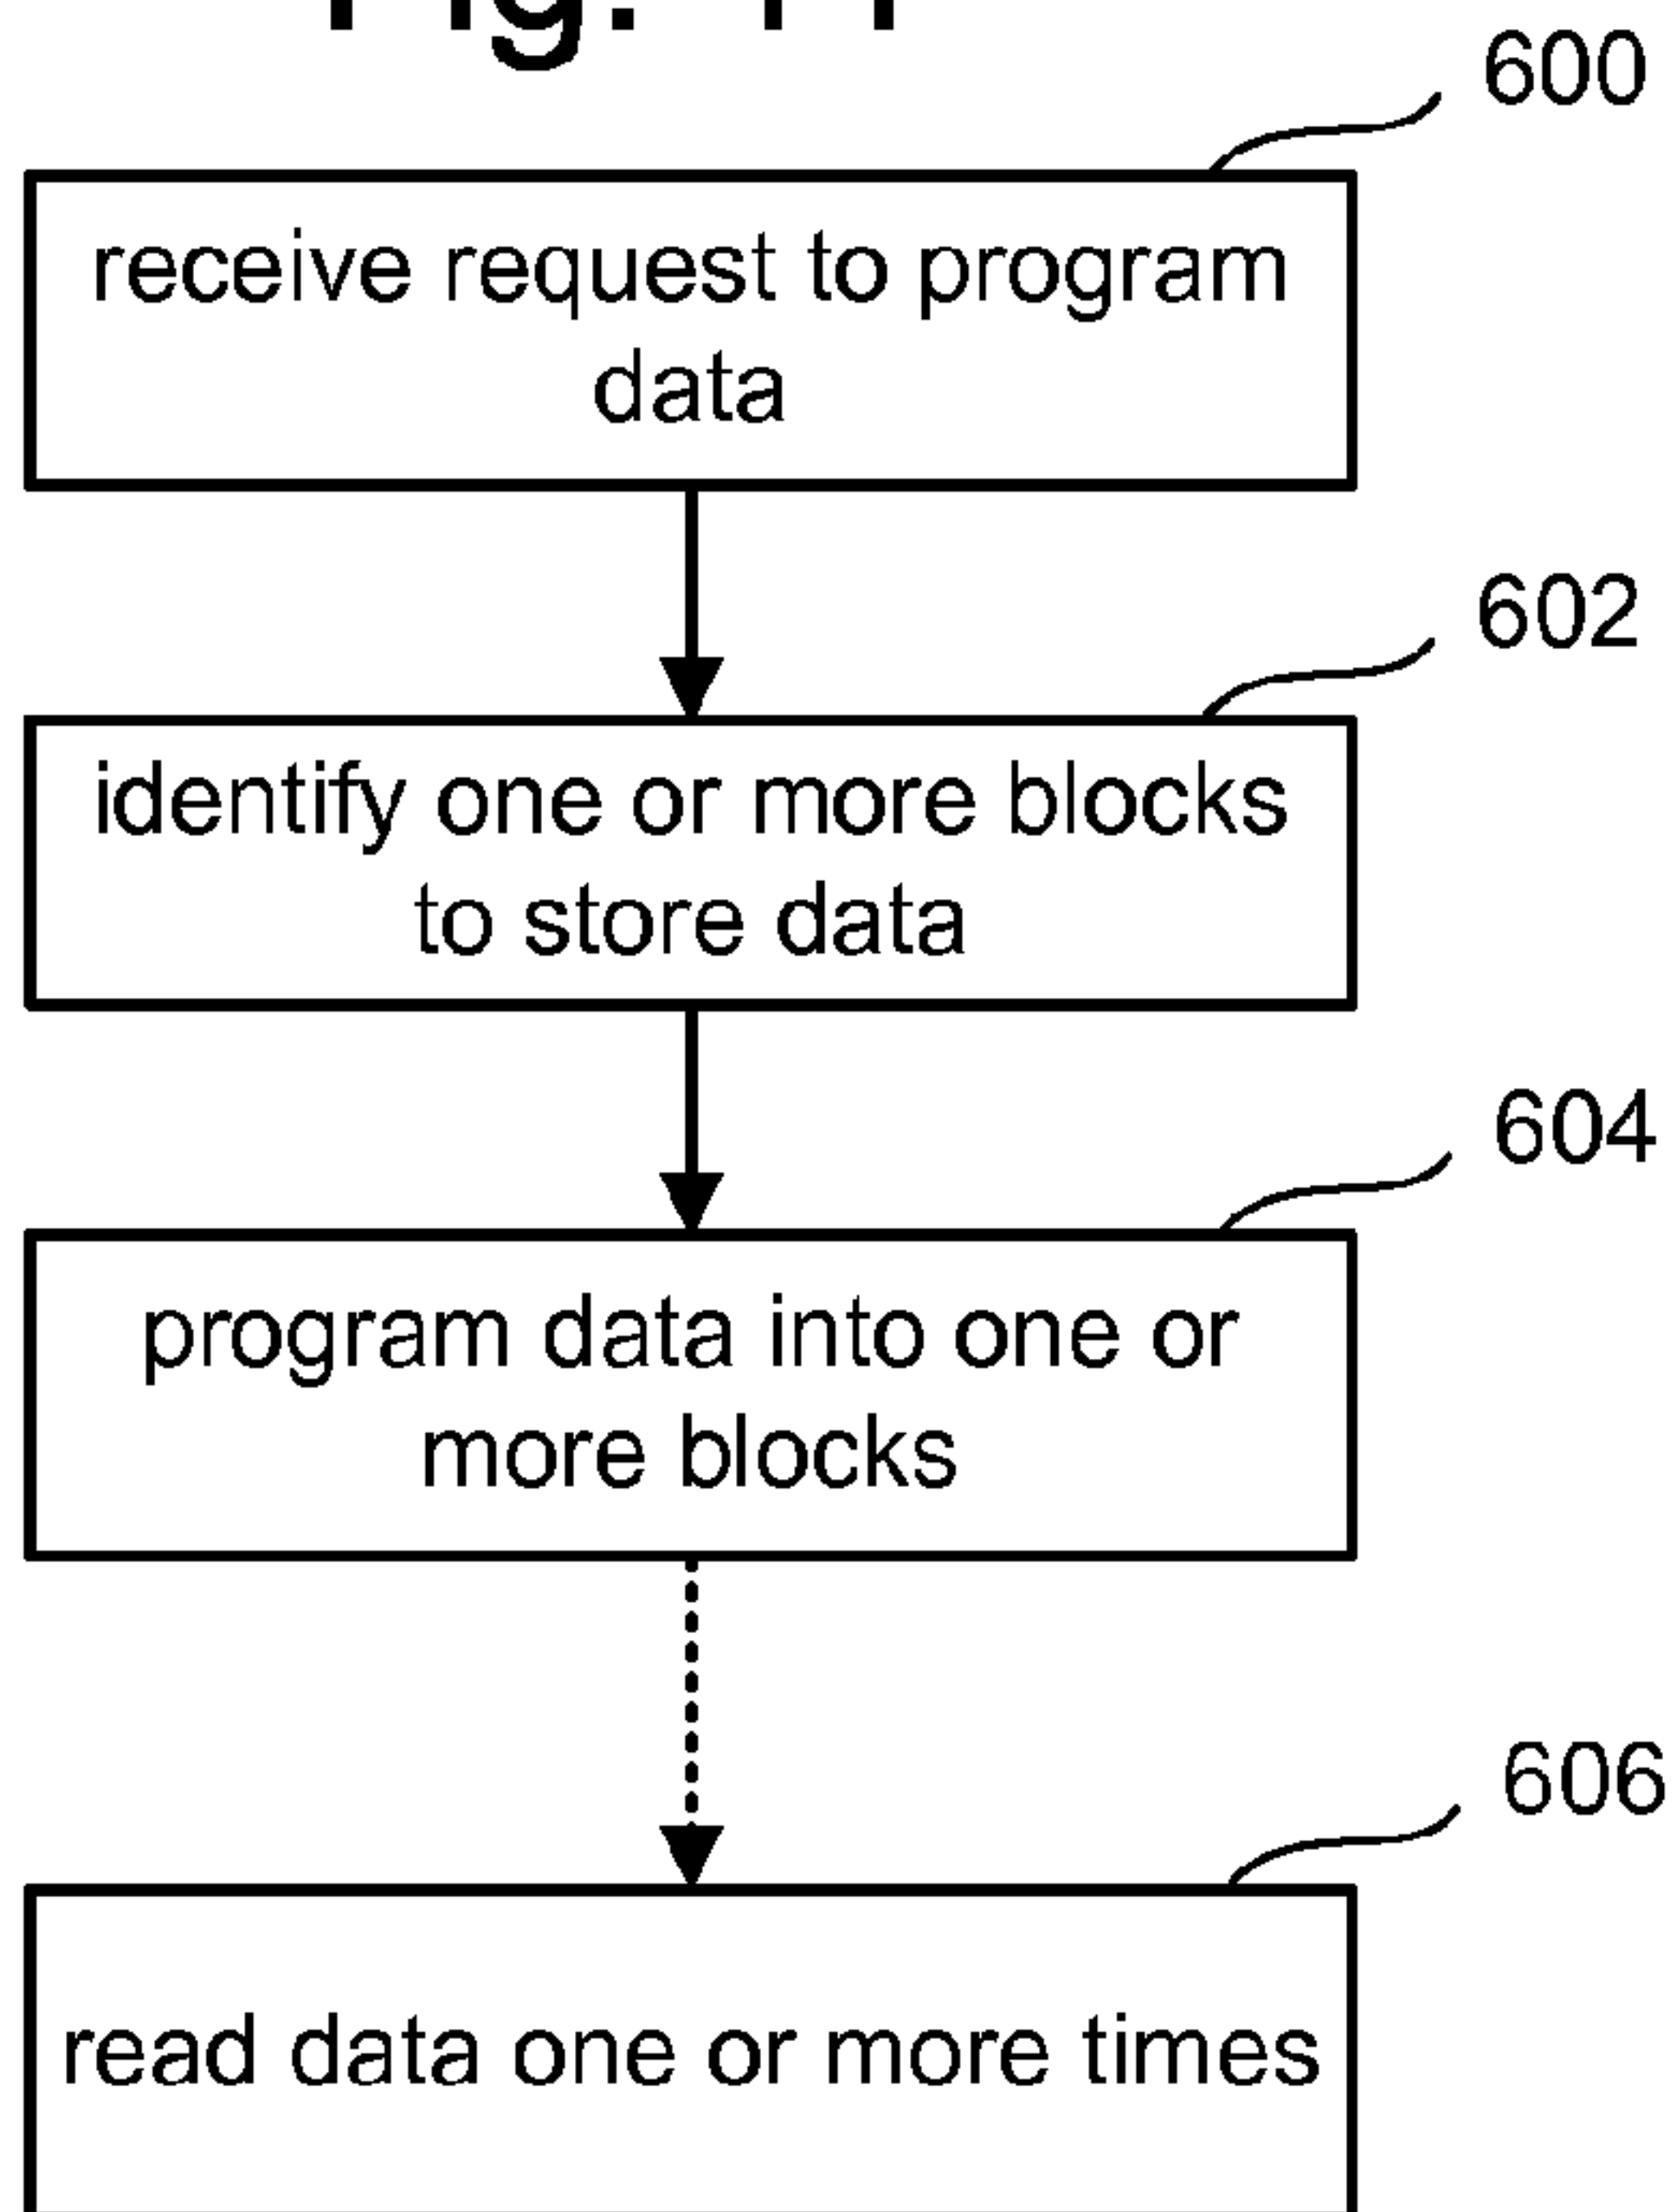 600
receive request to program
data
602
identify one or more blocks
to store data
604
program data into one or
more blocks
606
read data one or more times